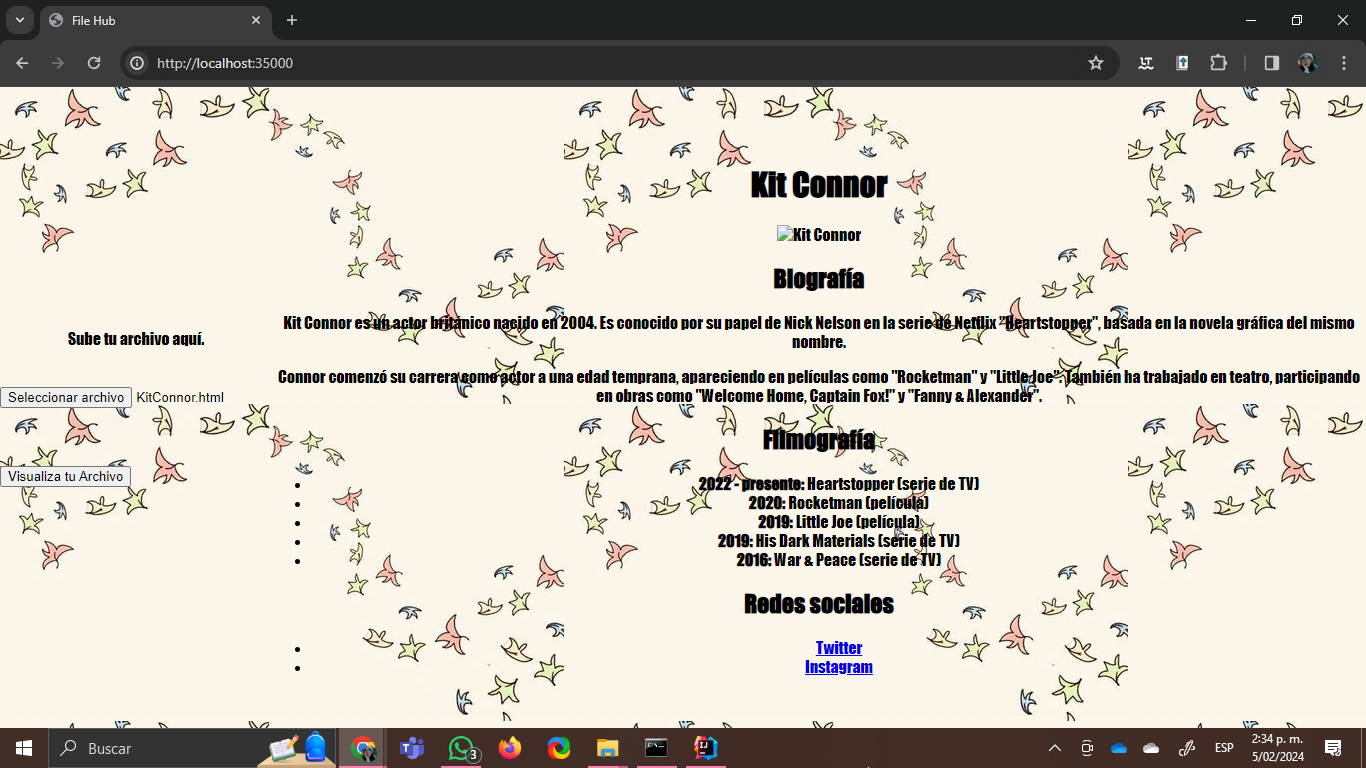 File Hub
http://localhost:35000
Kit Connor
Kit Connor
Biografía
Kit Connor es un actor británico nacido en 2004. Es conocido por su papel de Nick Nelson en la serie de Netflix "Heartstopper", basada en la novela gráfica del mismo
nombre.
Sube tu archivo aquí.
Connor comenzó su carrera como actor a una edad temprana, apareciendo en películas como "Rocketman" y "Little Joe". También ha trabajado en teatro, participando
en obras como "Welcome Home, Captain Fox!" y "Fanny & Alexander".
Seleccionar archivo KitConnor.html
Filmografía
Visualiza tu Archivo
2022 - presente: Heartstopper (serie de TV)
2020: Rocketman (película)
2019: Little Joe (película)
2019: His Dark Materials (serie de TV)
2016: War & Peace (serie de TV)
Redes sociales
Twitter
Instagram
Buscar
3
ESP
2:34 p. m.
5/02/2024